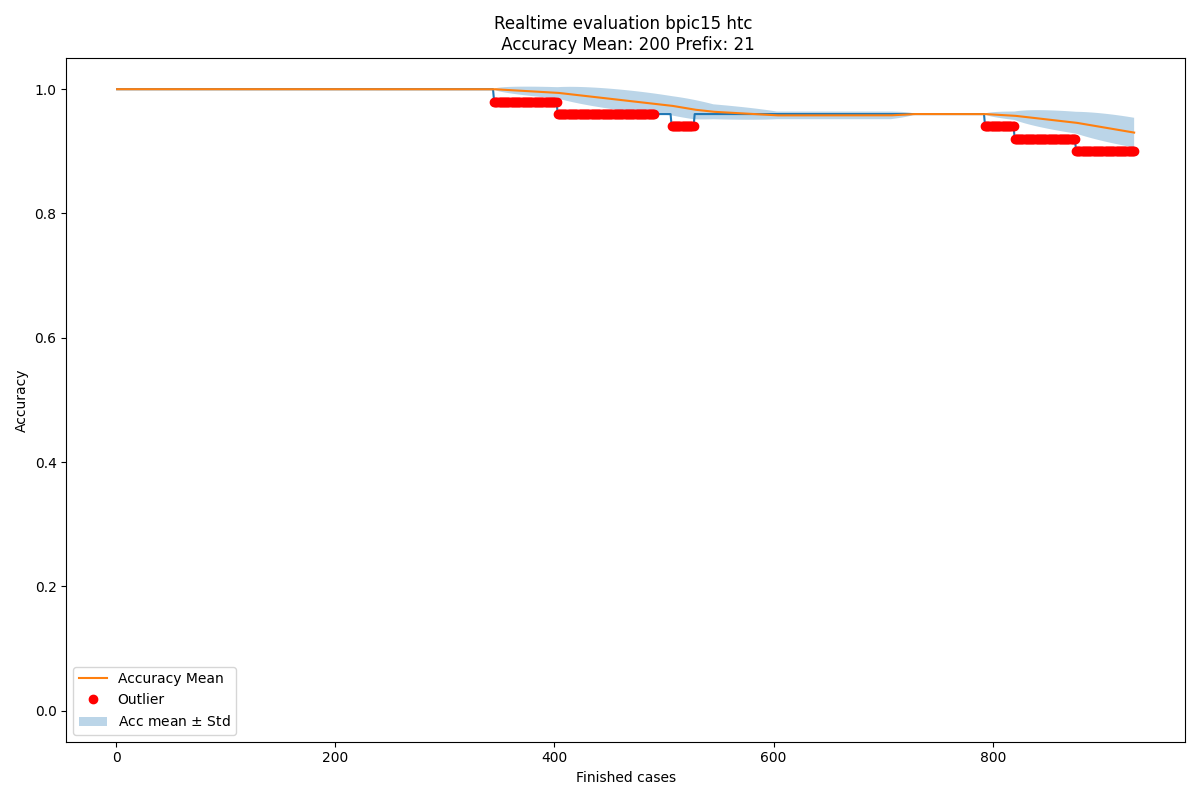 Realtime evaluation bpic15 htc
Accuracy Mean: 200 Prefix: 21
1.0
0.8
0.6
0.4
0.2
0.0
Accuracy
Accuracy Mean
Outlier
Acc mean ± Std
0
200
400
600
800
Finished cases